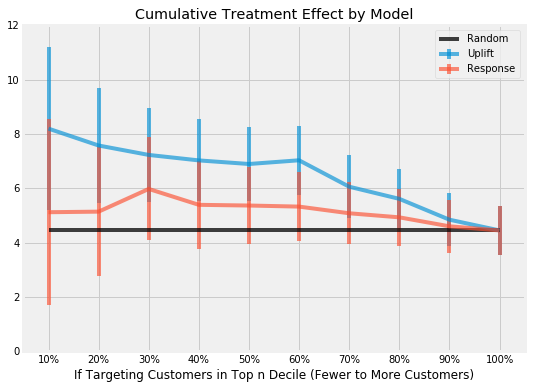 Cumulative Treatment Effect by Model
12
10
8
6
4
2
0
Random
Uplift
Response
10% 20% 30% 40% 50% 60% 70% 80% 90% 100%
If Targeting Customers in Top n Decile (Fewer to More Customers)